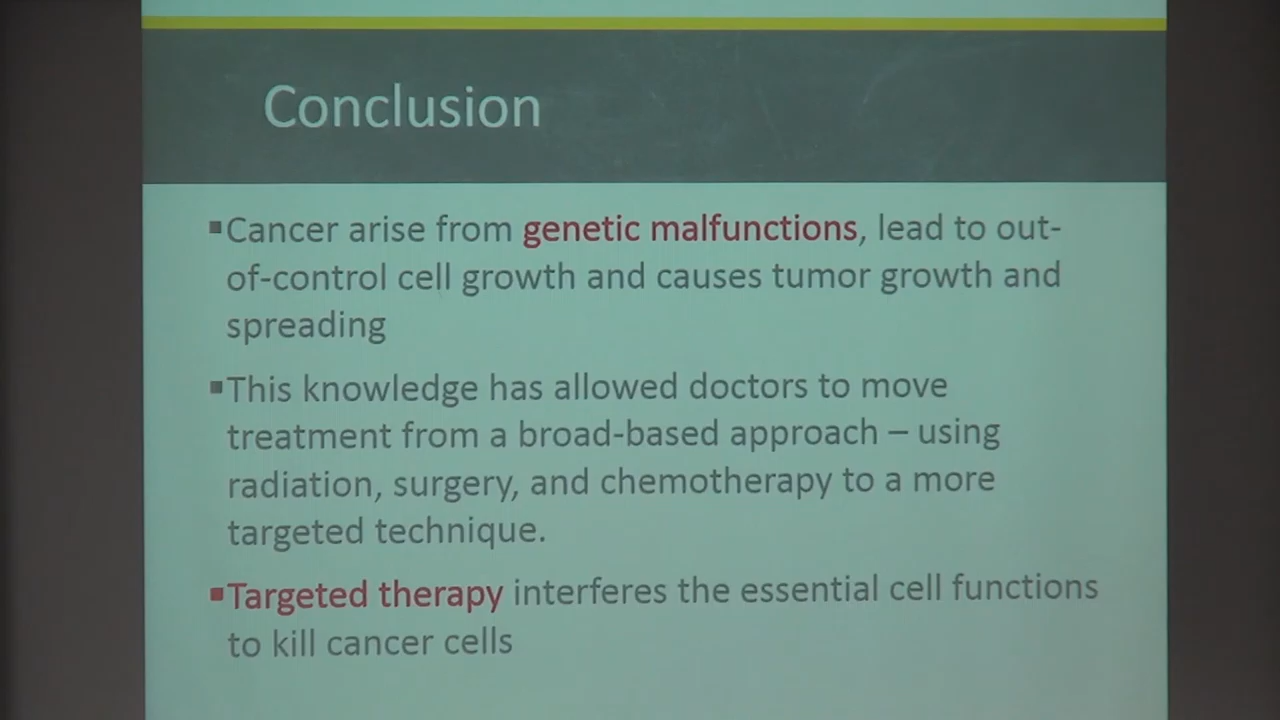 Conclusion
▪Cancer arise from genetic malfunctions, lead to out-
of-control cell growth and causes tumor growth and
spreading
▪This knowledge has allowed doctors to move
treatment from a broad-based approach – using
radiation, surgery, and chemotherapy to a more
targeted technique.
▪Targeted therapy interferes the essential cell functions
to kill cancer cells